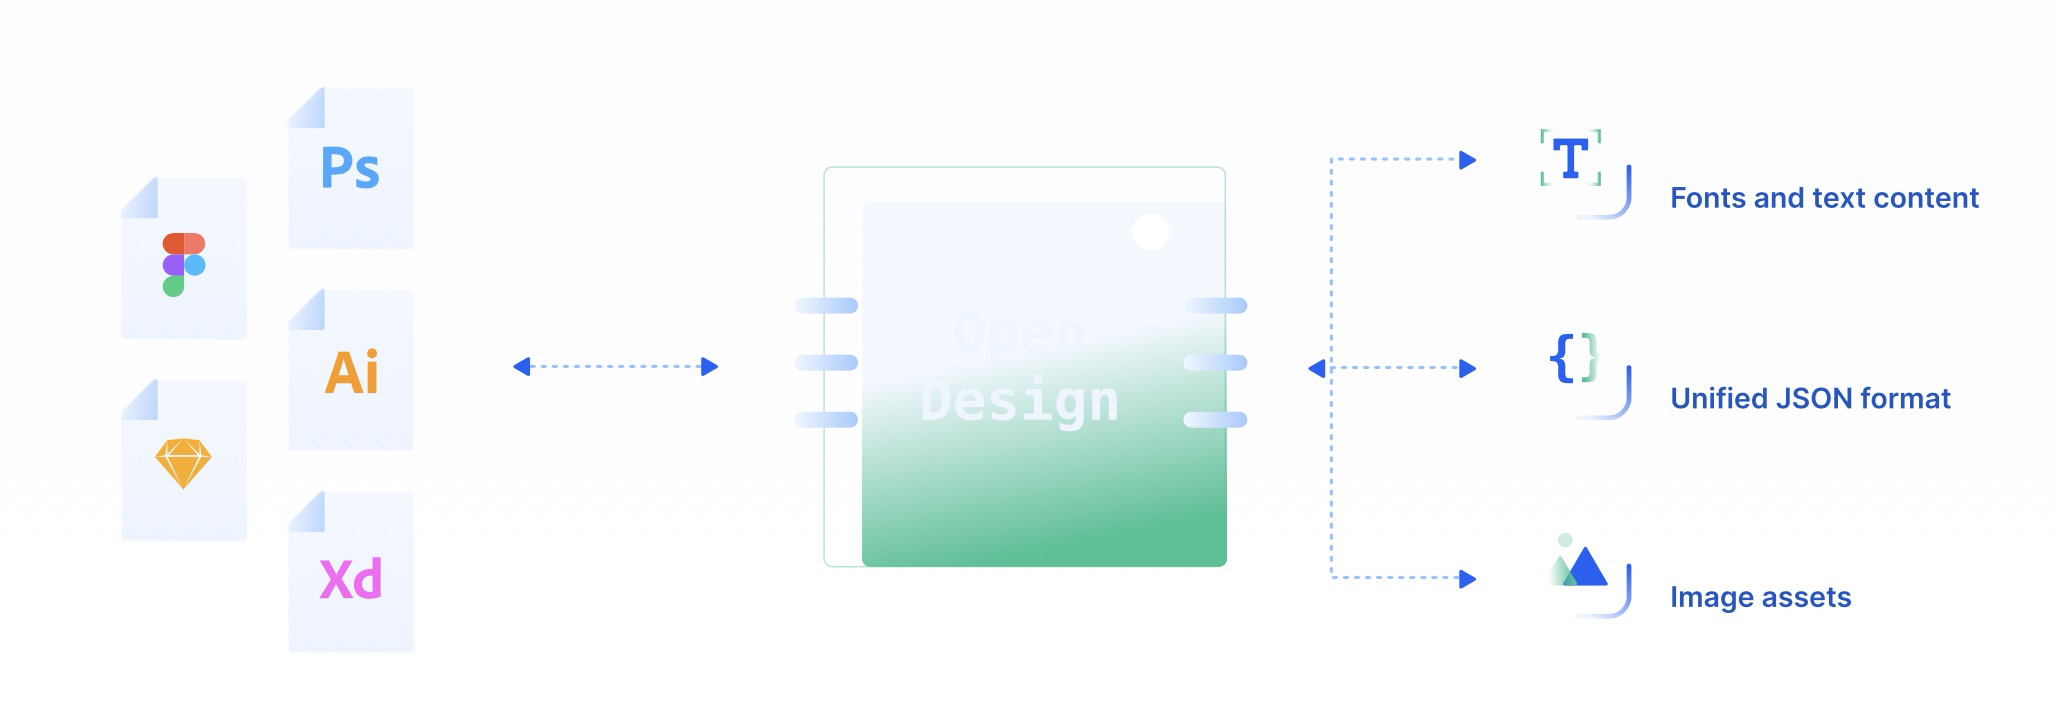 Ps
Ai
Xd
Open
Design
T
Fonts and text content
{}
Unified JSON format
Image assets